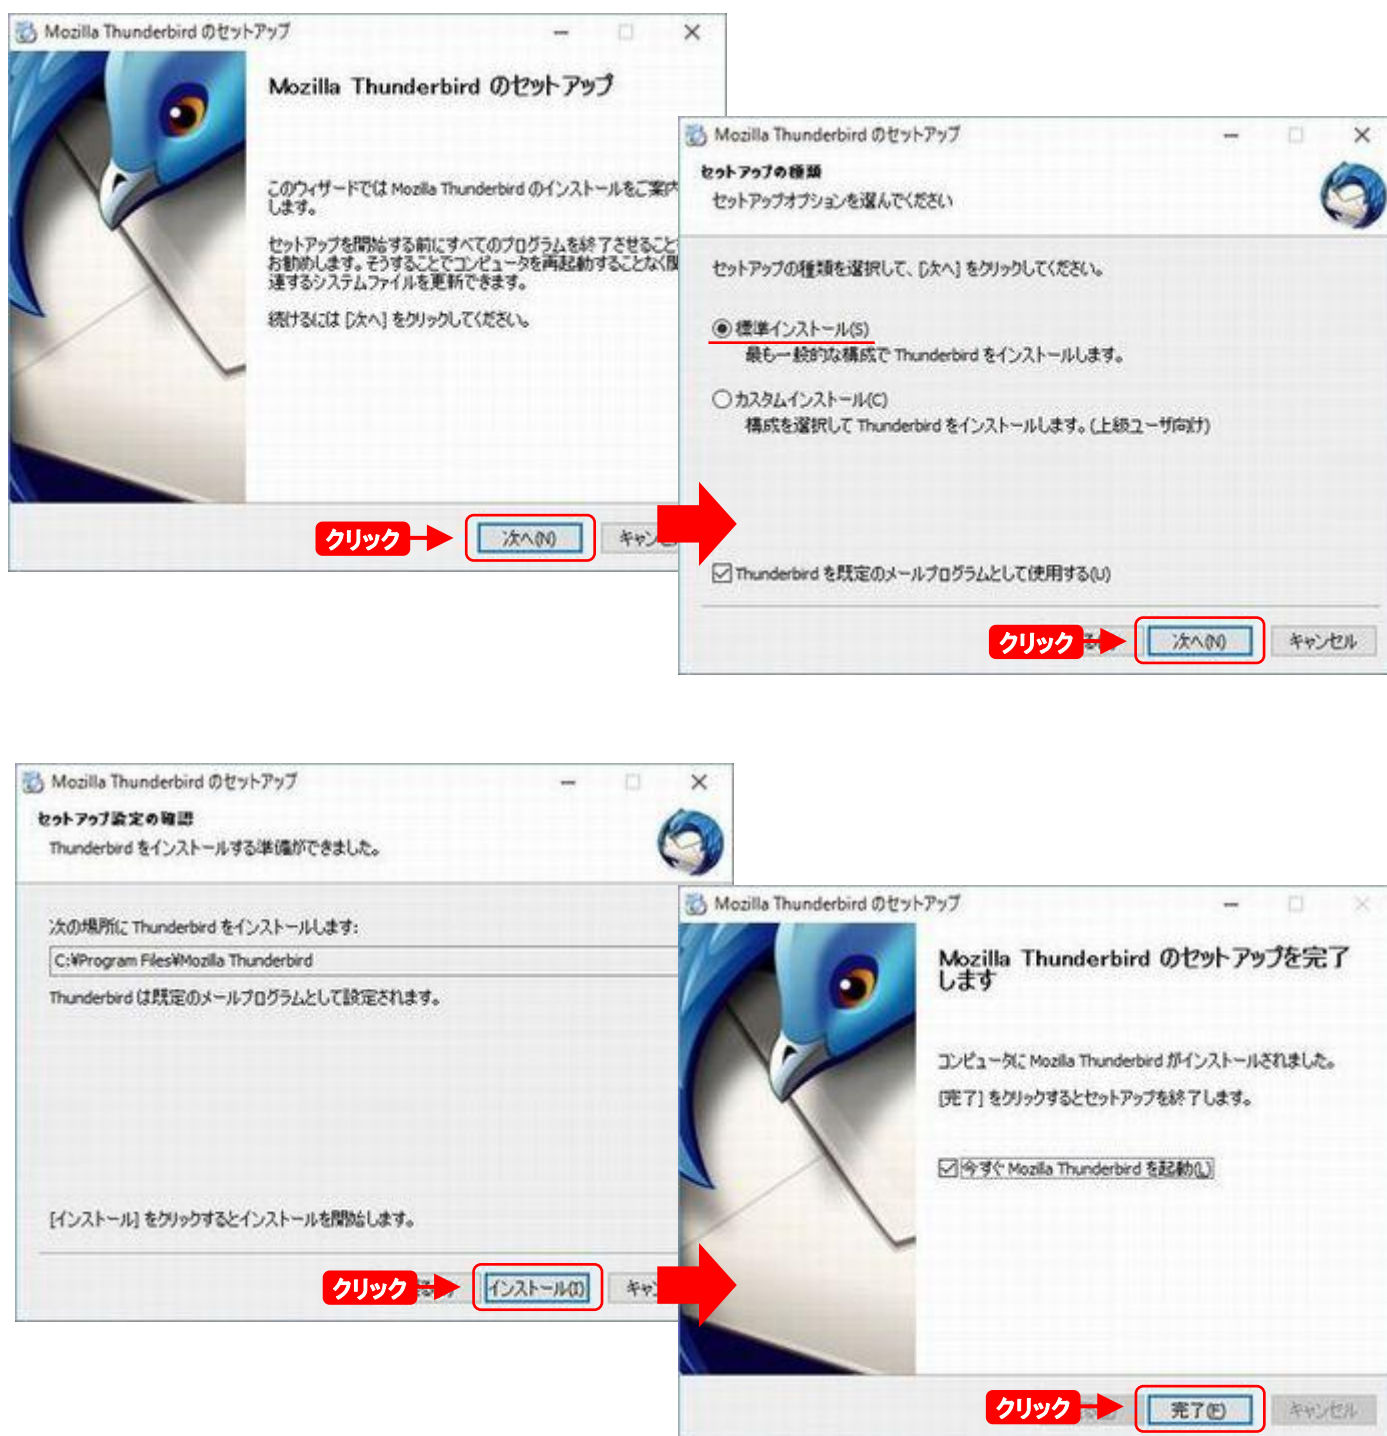 Mozilla Thunderbird のセットアップ
Mozilla Thunderbird のセットアップ
このウィザードでは Mozilla Thunderbird のインストールをご案内
します。
セットアップを開始する前にすべてのプログラムを終了させること
お勧めします。そうすることでコンピュータを再起動することなく関
連するシステムファイルを更新できます。
続けるには [次へ] をクリックしてください。
クリック
次へ(N)
キャンセ
Mozilla Thunderbird のセットアップ
セットアップの種類
セットアップオプションを選んでください
セットアップの種類を選択して、[次へ] をクリックしてください。
標準インストール(S)
最も一般的な構成で Thunderbird をインストールします。
カスタムインストール(C)
構成を選択して Thunderbird をインストールします。(上級ユーザ向け)
Thunderbird を既定のメールプログラムとして使用する(U)
クリック
次へ(N)
キャンセル
Mozilla Thunderbird のセットアップ
セットアップ設定の確認
Thunderbird をインストールする準備ができました。
次の場所に Thunderbird をインストールします:
C:¥Program Files¥Mozilla Thunderbird
Thunderbird は既定のメールプログラムとして設定されます。
[インストール] をクリックするとインストールを開始します。
クリック
インストール(I)
キャン
Mozilla Thunderbird のセットアップ
Mozilla Thunderbird のセットアップを完了
します
コンピュータに Mozilla Thunderbird がインストールされました。
[完了] をクリックするとセットアップを終了します。
今すぐ Mozilla Thunderbird を起動(L)
クリック
完了(F)
キャンセル